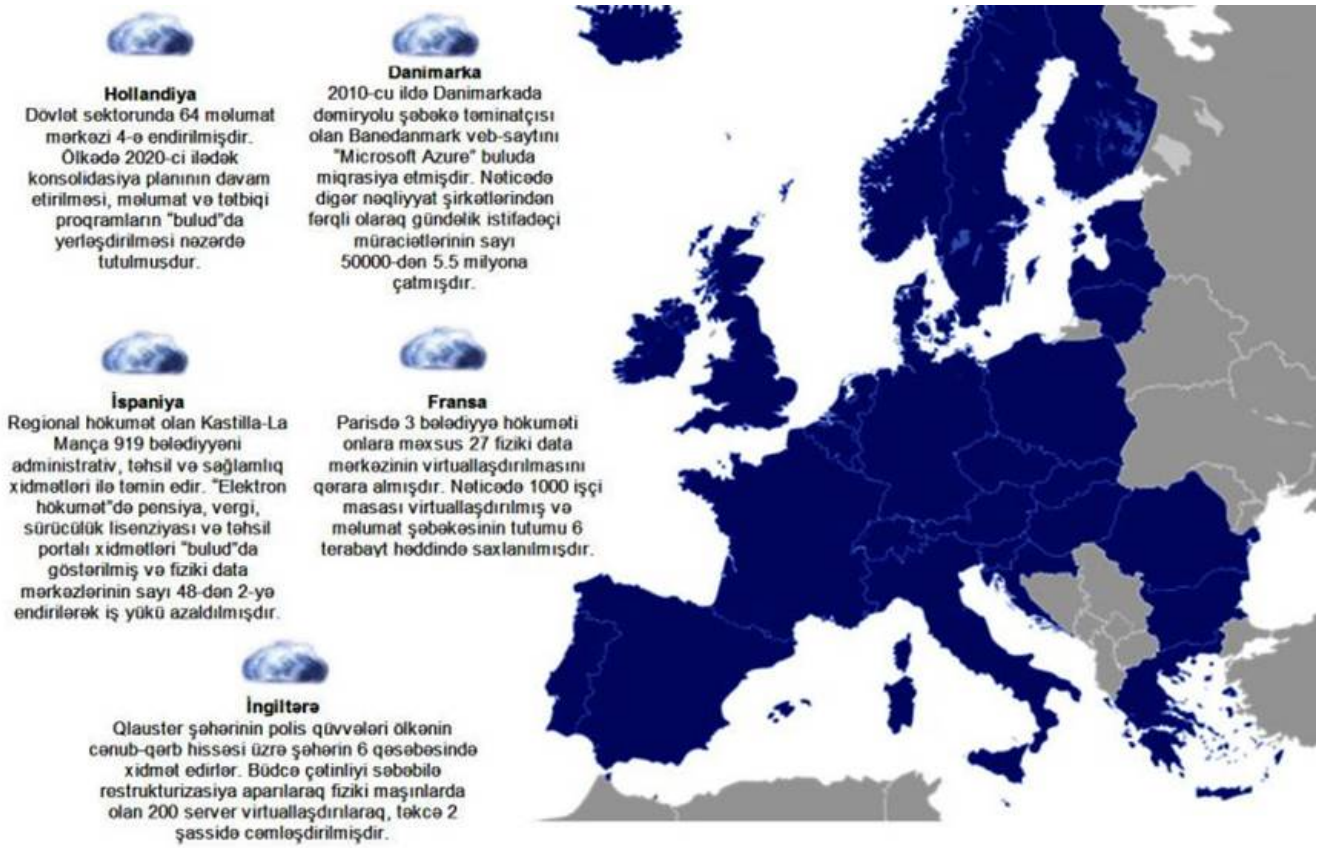 Hollandiya
Dövlət sektorunda 64 məlumat
mərkəzi 4-ə endirilmişdir.
Ölkədə 2020-ci ilədək
konsolidasiya planının davam
etirilməsi, məlumat və tətbiqi
proqramların "bulud"da
yerləşdirilməsi nəzərdə
tutulmuşdur.
Danimarka
2010-cu ildə Danimarkada
dəmiryolu şəbəkə təminatçısı
olan Banedanmark veb-saytını
"Microsoft Azure" buluda
miqrasiya etmişdir. Nəticədə
digər nəqliyyat şirkətlərindən
fərqli olaraq gündəlik istifadəçi
müraciətlərinin sayı
50000-dən 5.5 milyona
çatmışdır.
İspaniya
Regional hökumət olan Kastilla-La
Mança 919 bələdiyyəni
administrativ, təhsil və sağlamlıq
xidmətləri ilə təmin edir. "Elektron
hökumət"də pensiya, vergi,
sürücülük lisenziyası və təhsil
portalı xidmətləri "bulud"da
göstərilmiş və fiziki data
mərkəzlərinin sayı 48-dən 2-yə
endirilərək iş yükü azaldılmışdır.
Fransa
Parisdə 3 bələdiyyə hökuməti
onlara məxsus 27 fiziki data
mərkəzinin virtuallaşdırılmasını
qərara almışdır. Nəticədə 1000 işçi
masası virtuallaşdırılmış və
məlumat şəbəkəsinin tutumu 6
terabayt həddində saxlanılmışdır.
İngiltərə
Qlauster şəhərinin polis qüvvələri ölkənin
cənub-qərb hissəsi üzrə şəhərin 6 qəsəbəsində
xidmət edirlər. Büdcə çətinliyi səbəbilə
restrukturizasiya aparılaraq fiziki maşınlarda
olan 200 server virtuallaşdırılaraq, təkcə 2
şassidə cəmləşdirilmişdir.